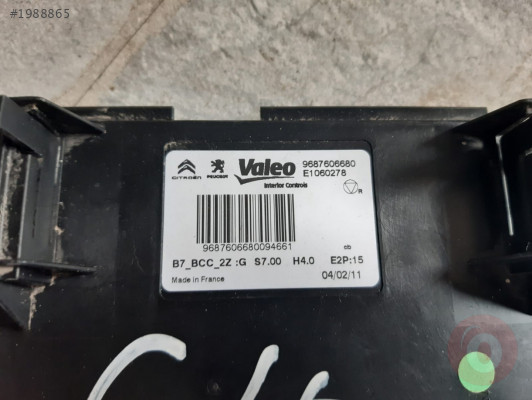 #1988865
CITROËN PEUGEOT Valeo 9687606680
E1060278
Interior Controls
R
9687606680094661
cb
B7_BCC_2Z :G S7.00 H4.0 E2P:15
Made in France 04/02/11